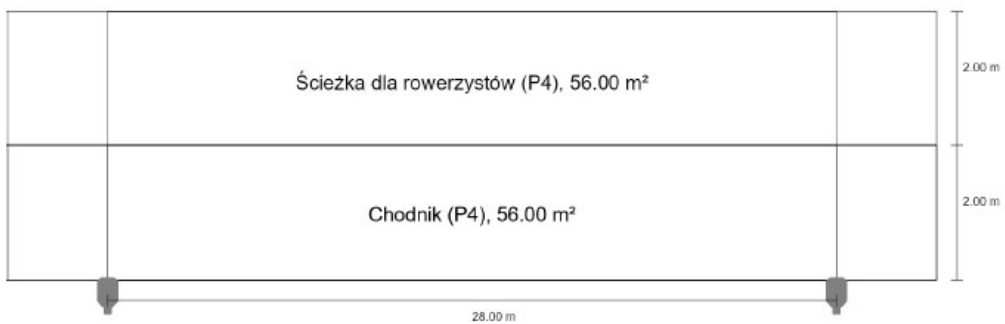 Ścieżka dla rowerzystów (P4), 56.00 m²
2.00 m
Chodnik (P4), 56.00 m²
2.00 m
28.00 m